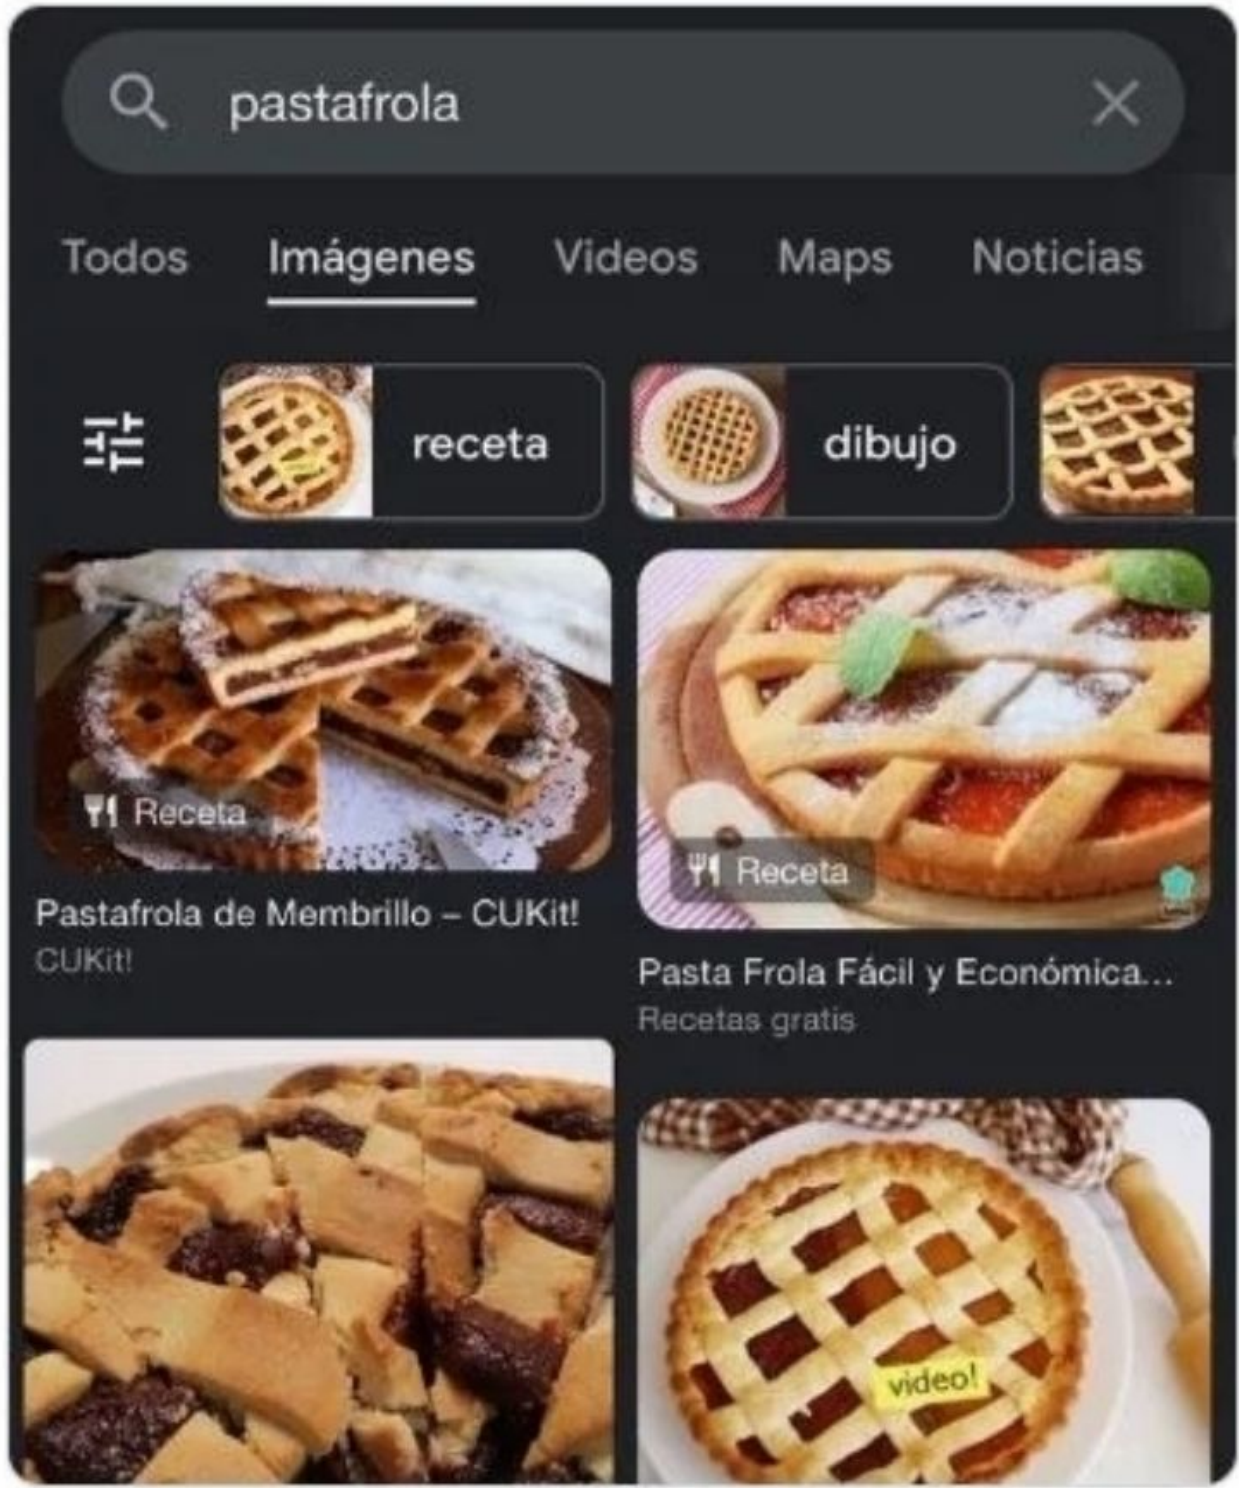 pastafrola
Todos Imágenes Videos Maps Noticias
receta dibujo
Receta
Pastafrola de Membrillo – CUKit!
CUKit!
Receta
Pasta Frola Fácil y Económica...
Recetas gratis
video!